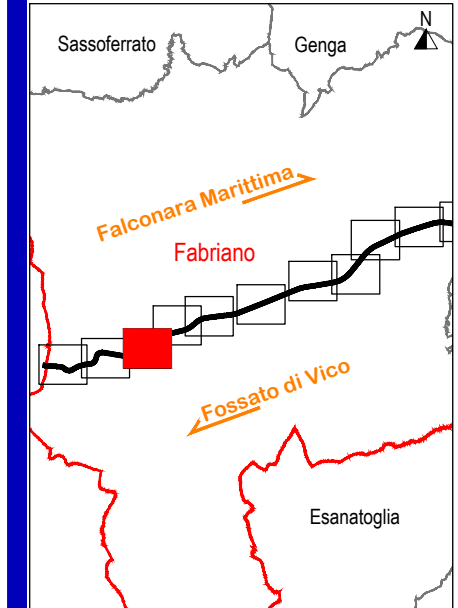 Sassoferrato
Genga
N
Falconara Marittima
Fabriano
Fossato di Vico
Esanatoglia